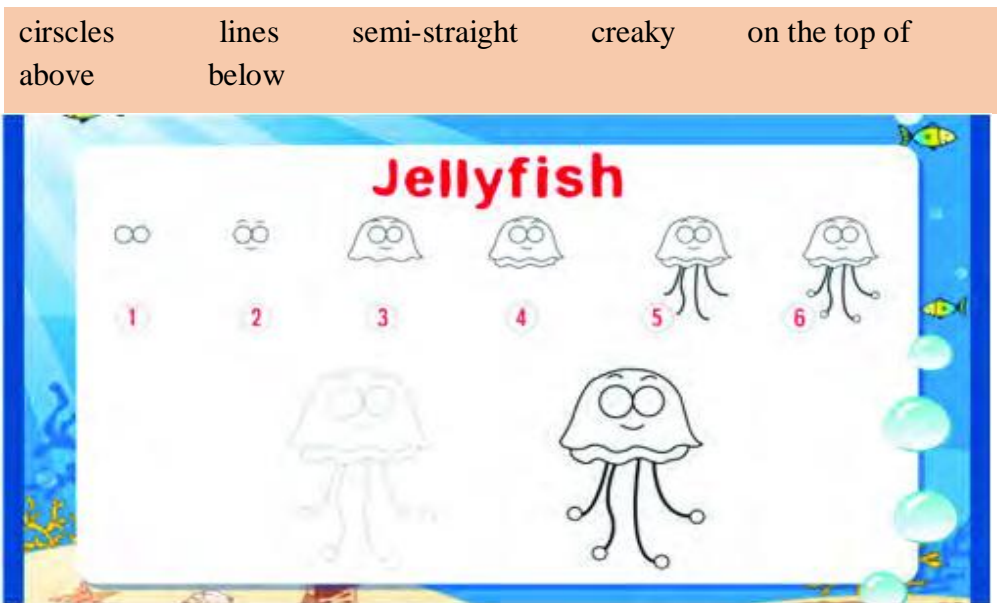 cirscles lines semi-straight creaky on the top of
above below
Jellyfish
1 2 3 4 5 6